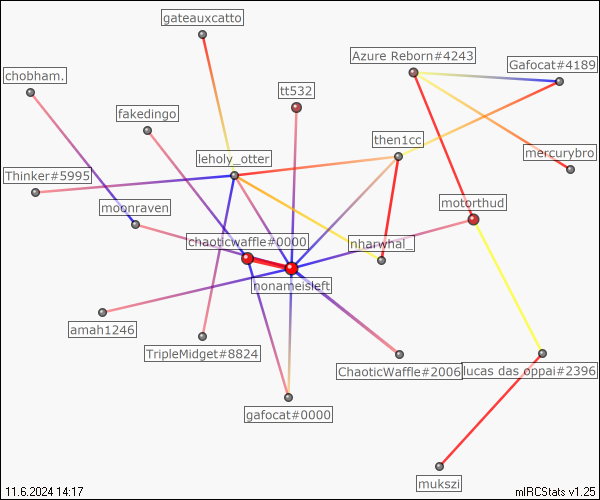 gateauxcatto
Azure Reborn#4243
Gafocat#4189
chobham.
tt532
fakedingo
then1cc
mercurybro
leholy_otter
Thinker#5995
moonraven
motorthud
chaoticwaffle#0000
nharwhal_
nonameisleft
amah1246
TripleMidget#8824
ChaoticWaffle#2006
lucas das oppai#2396
gafocat#0000
mukszi
11.6.2024 14:17
mIRCStats v1.25